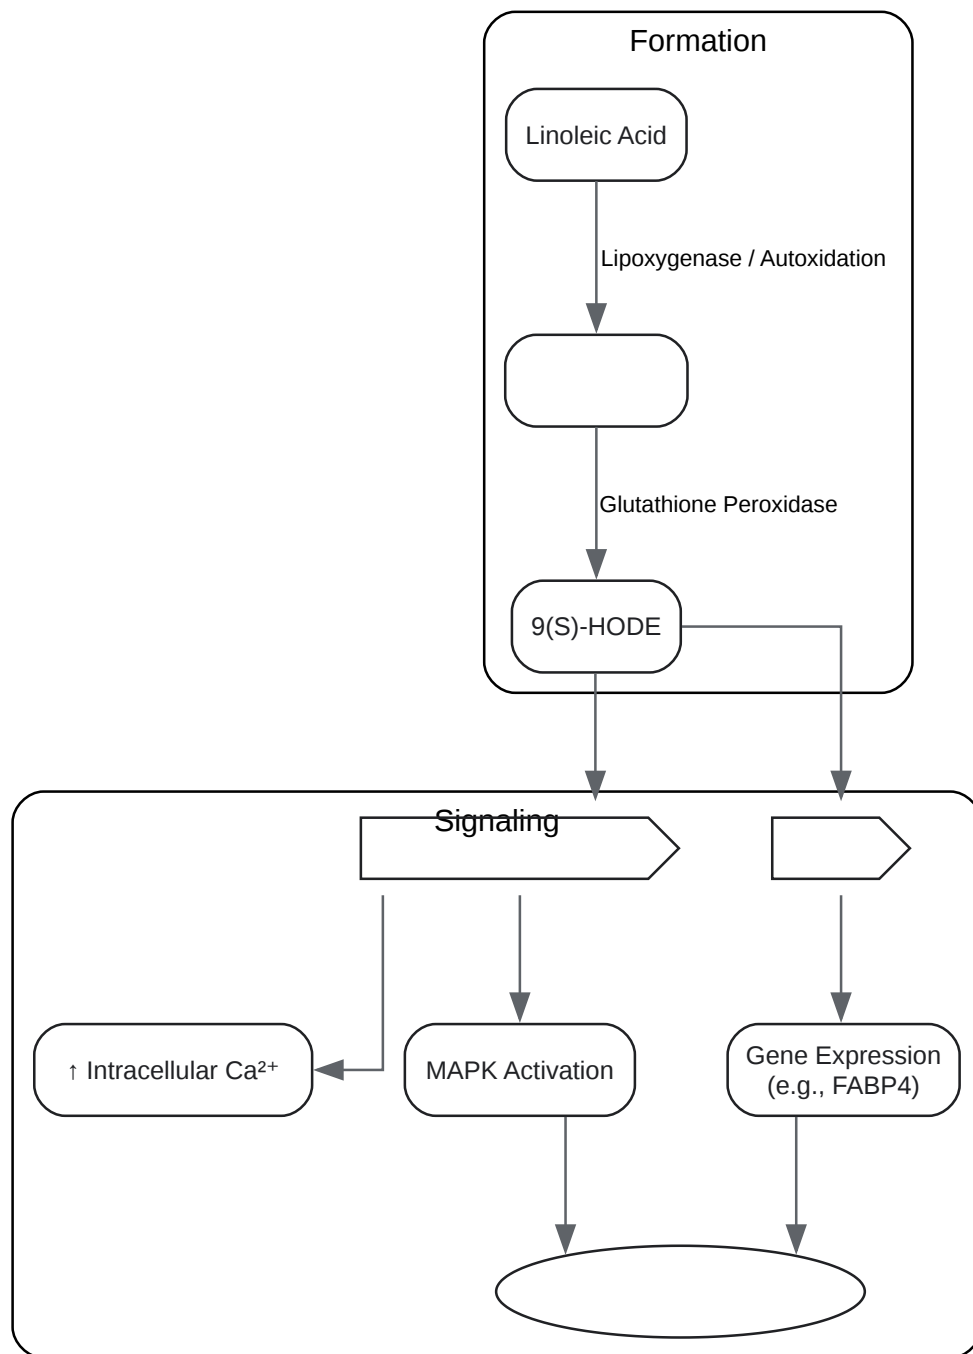 Formation
Linoleic Acid
Lipoxygenase / Autoxidation
Glutathione Peroxidase
9(S)-HODE
Signaling
↑ Intracellular Ca²⁺
MAPK Activation
Gene Expression
(e.g., FABP4)